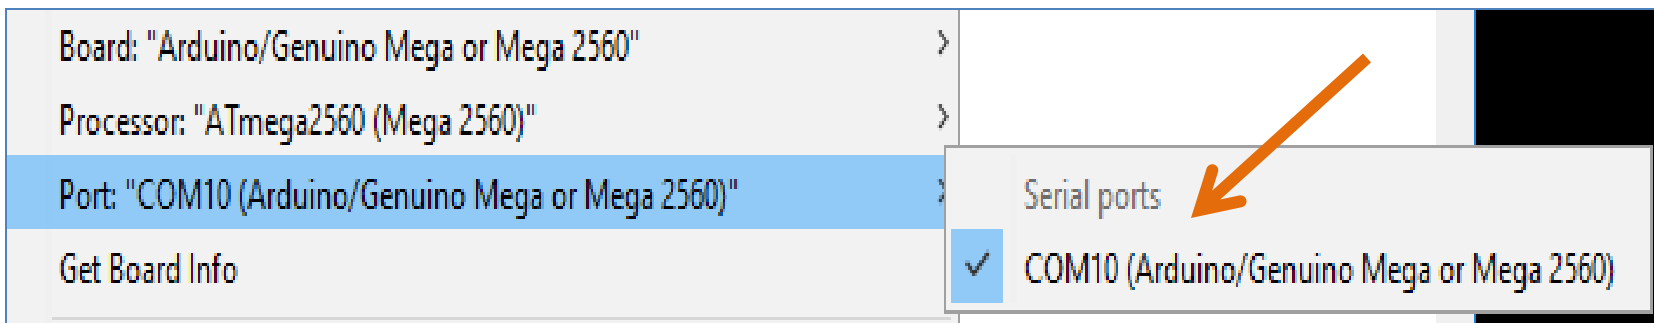 Board: "Arduino/Genuino Mega or Mega 2560"
Processor: "ATmega2560 (Mega 2560)"
Port: "COM10 (Arduino/Genuino Mega or Mega 2560)"
Get Board Info
Serial ports
COM10 (Arduino/Genuino Mega or Mega 2560)